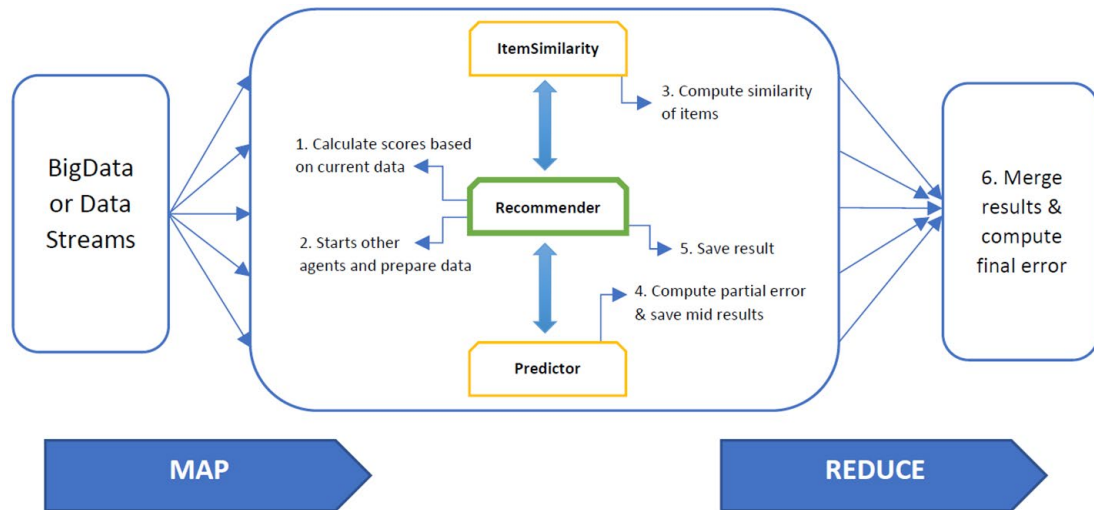 BigData
or Data
Streams
ItemSimilarity
3. Compute similarity
of items
1. Calculate scores based
on current data
Recommender
2. Starts other
agents and prepare data
5. Save result
4. Compute partial error
& save mid results
Predictor
6. Merge
results &
compute
final error
MAP
REDUCE